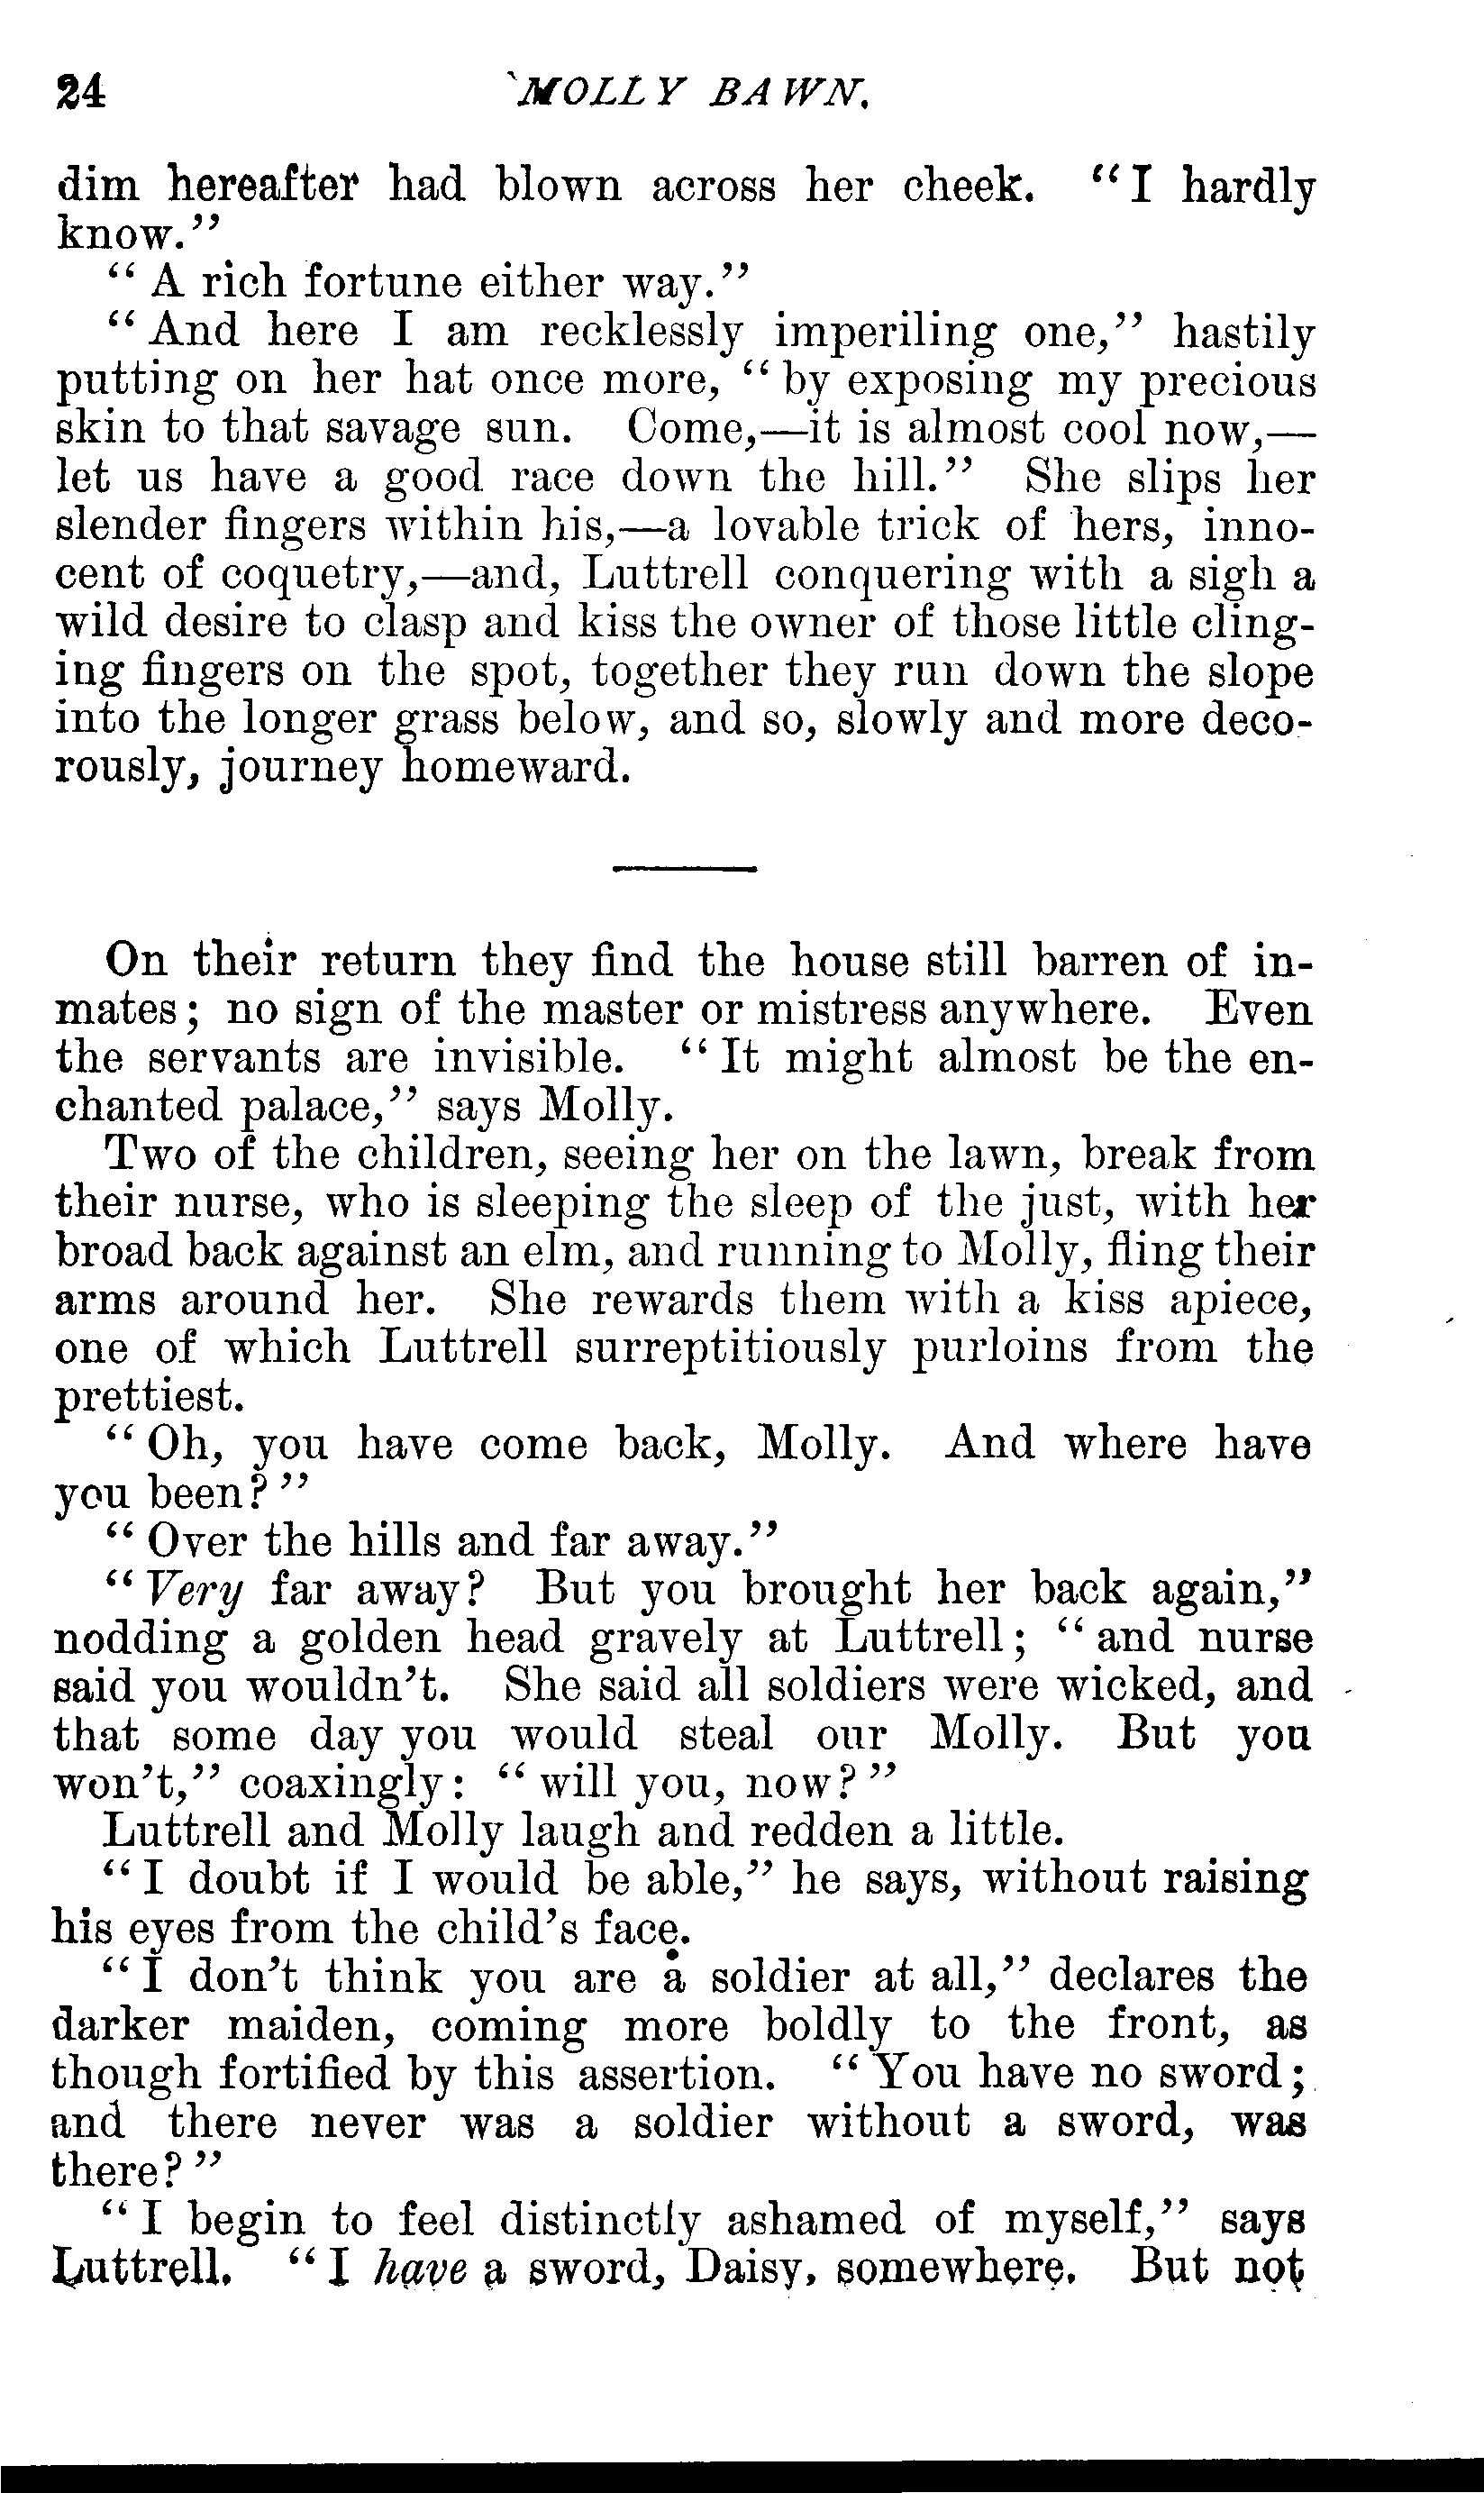 24 MOLLY BAWN.
dim hereafter had blown across her cheek. "I hardly
know."
"A rich fortune either way."
"And here I am recklessly imperiling one," hastily
putting on her hat once more, "by exposing my precious
skin to that savage sun. Come,—it is almost cool now,—
let us have a good race down the hill." She slips her
slender fingers within his,—a lovable trick of hers, inno-
cent of coquetry,—and, Luttrell conquering with a sigh a
wild desire to clasp and kiss the owner of those little cling-
ing fingers on the spot, together they run down the slope
into the longer grass below, and so, slowly and more deco-
rously, journey homeward.
On their return they find the house still barren of in-
mates; no sign of the master or mistress anywhere. Even
the servants are invisible. "It might almost be the en-
chanted palace," says Molly.
Two of the children, seeing her on the lawn, break from
their nurse, who is sleeping the sleep of the just, with her
broad back against an elm, and running to Molly, fling their
arms around her. She rewards them with a kiss apiece,
one of which Luttrell surreptitiously purloins from the
prettiest.
"Oh, you have come back, Molly. And where have
you been?"
"Over the hills and far away."
"Very far away? But you brought her back again,"
nodding a golden head gravely at Luttrell; "and nurse
said you wouldn't. She said all soldiers were wicked, and
that some day you would steal our Molly. But you
won't," coaxingly: "will you, now?"
Luttrell and Molly laugh and redden a little.
"I doubt if I would be able," he says, without raising
his eyes from the child's face.
"I don't think you are a soldier at all," declares the
darker maiden, coming more boldly to the front, as
though fortified by this assertion. "You have no sword;
and there never was a soldier without a sword, was
there?"
"I begin to feel distinctly ashamed of myself," says
Luttrell. "I have a sword, Daisy, somewhere. But not